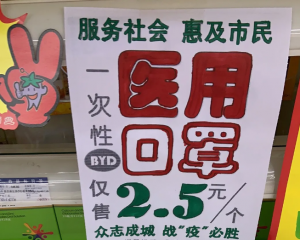 服务社会 惠及市民
一次性
BYD
仅售
医用
口罩
2.5元/个
众志成城 战"疫"必胜